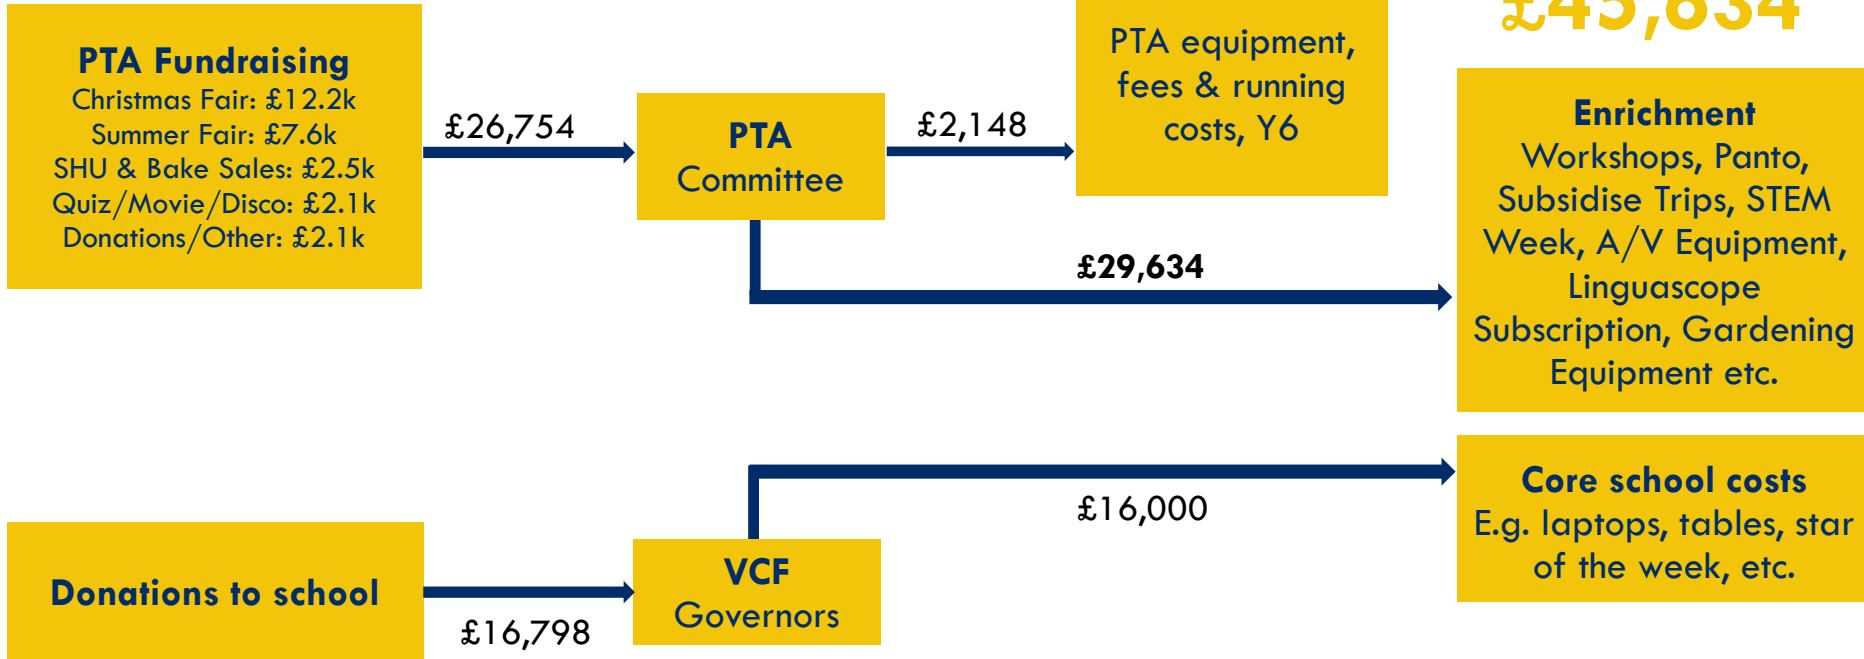 £45,634
PTA Fundraising
Christmas Fair: £12.2k
Summer Fair: £7.6k
SHU & Bake Sales: £2.5k
Quiz/Movie/Disco: £2.1k
Donations/Other: £2.1k
£26,754
PTA
Committee
£2,148
PTA equipment,
fees & running
costs, Y6
£29,634
Enrichment
Workshops, Panto,
Subsidise Trips, STEM
Week, A/V Equipment,
Linguascope
Subscription, Gardening
Equipment etc.
Donations to school
£16,798
VCF
Governors
£16,000
Core school costs
E.g. laptops, tables, star
of the week, etc.